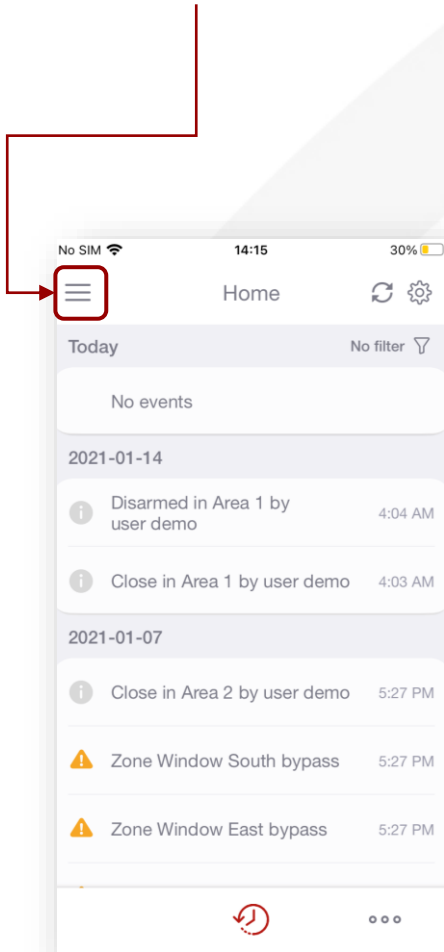 No SIM 14:15 30%
Home
Today No filter
No events
2021-01-14
Disarmed in Area 1 by
user demo 4:04 AM
Close in Area 1 by user demo 4:03 AM
2021-01-07
Close in Area 2 by user demo 5:27 PM
Zone Window South bypass 5:27 PM
Zone Window East bypass 5:27 PM